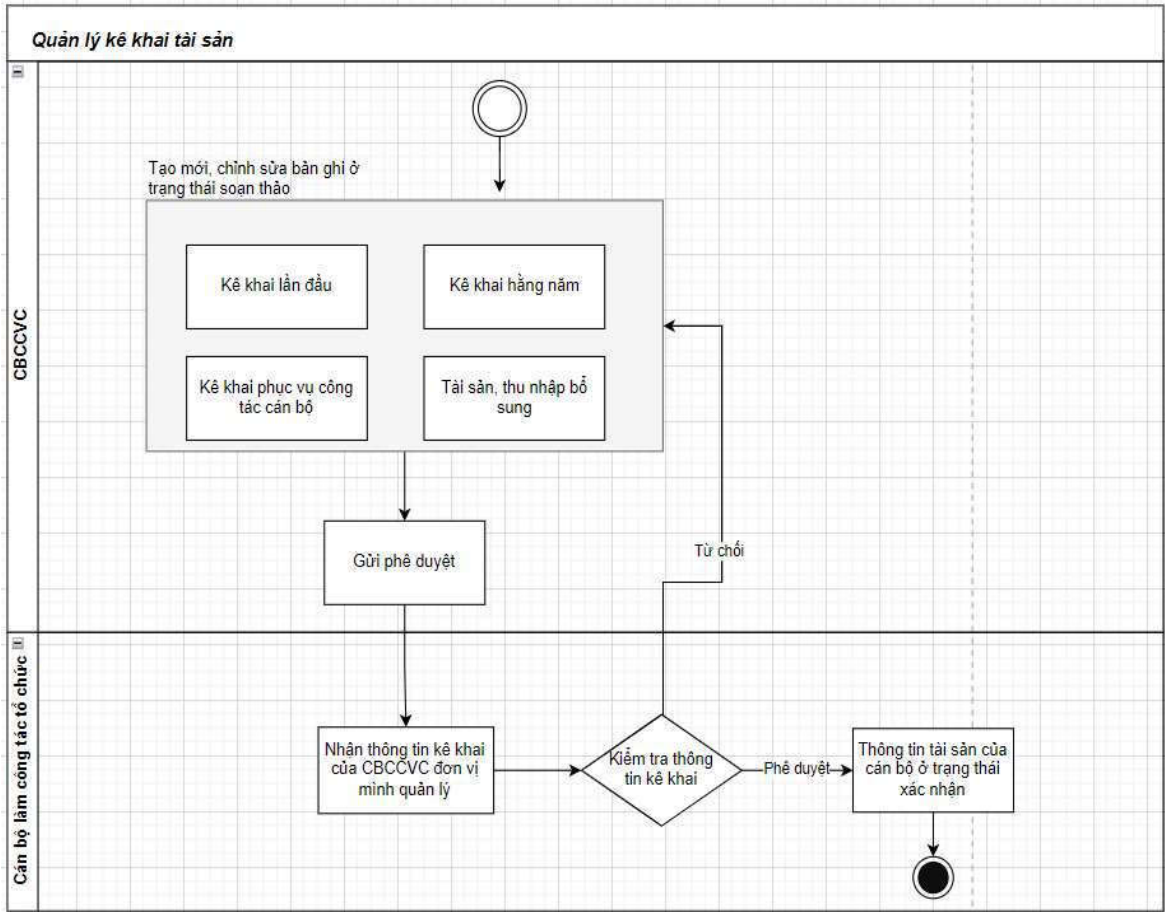 Quản lý kê khai tài sản
CBCCVC
Tạo mới, chỉnh sửa bản ghi ở
trạng thái soạn thảo
Kê khai lần đầu
Kê khai hằng năm
Kê khai phục vụ công
tác cán bộ
Tài sản, thu nhập bổ
sung
Gửi phê duyệt
Từ chối
Cán bộ làm công tác tổ chức
Nhận thông tin kê khai
của CBCCVC đơn vị
mình quản lý
Kiểm tra thông
tin kê khai
Phê duyệt
Thông tin tài sản của
cán bộ ở trạng thái
xác nhận